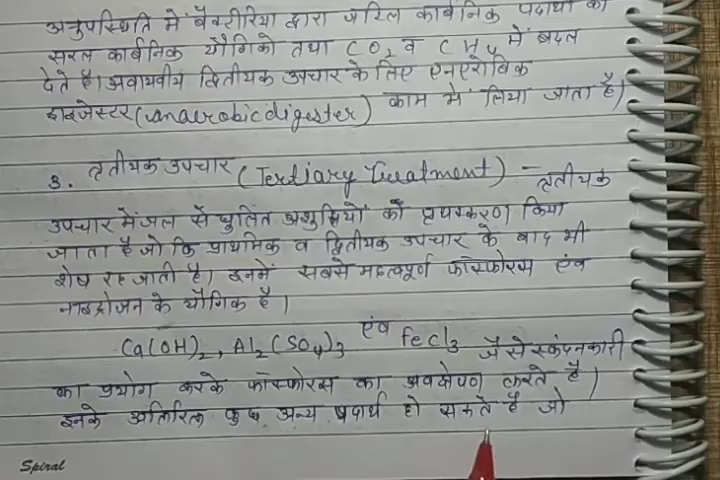 अनुपस्थिति में बैक्टीरिया द्वारा जटिल कार्बनिक पदार्थों को
सरल कार्बनिक यौगिकों तथा CO2 व CH4 में बदल
देते है। अवायवीय द्वितीयक उपचार के लिए एनएरोबिक
डाइजेस्टर (anaerobic digester) काम में लिया जाता है।
3. तृतीयक उपचार (Tertiary Treatment) - तृतीयक
उपचार में जल से घुलित अशुद्धियों को पृथक्करण किया
जाता है जो कि प्राथमिक व द्वितीयक उपचार के बाद भी
शेष रह जाती है। इनमें सबसे महत्वपूर्ण फॉस्फोरस एंव
नाइट्रोजन के यौगिक है।
Ca(OH)2, Al2(SO4)3 एंव FeCl3 जैसे स्कंदनकारी
का प्रयोग करके फॉस्फोरस का अवक्षेपण करते है।
इनके अतिरिक्त कुछ अन्य पदार्थ हो सकते है जो
Spiral